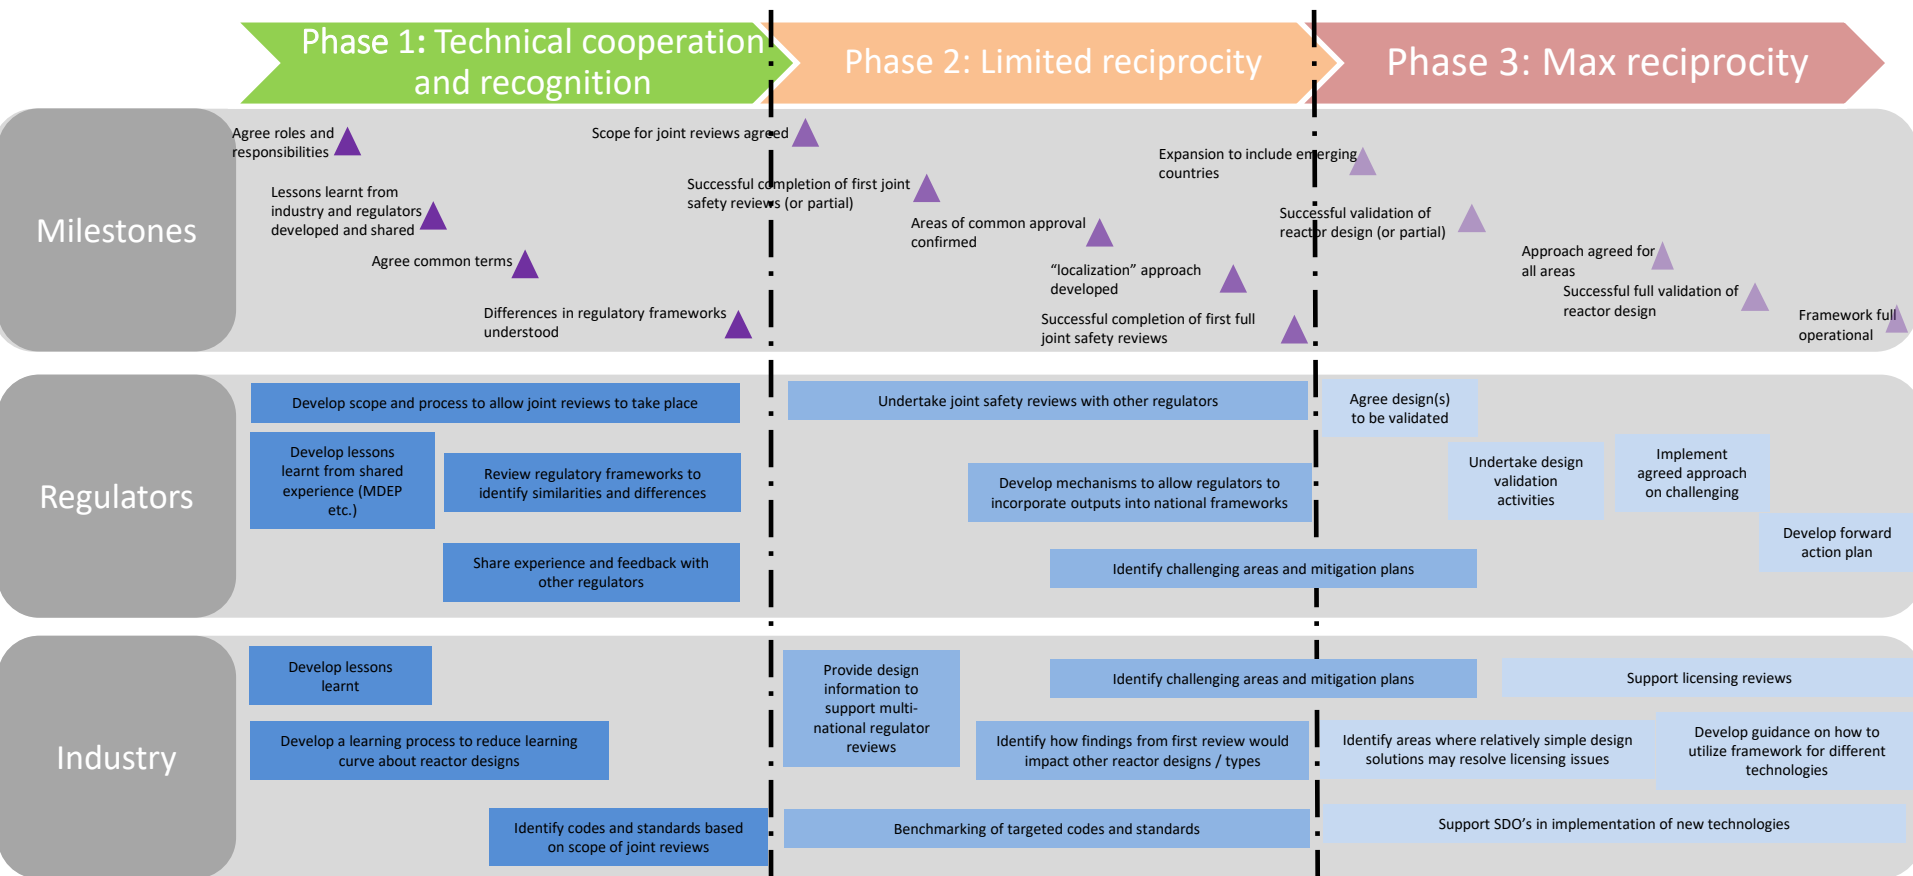 Phase 1: Technical cooperation
and recognition
Phase 2: Limited reciprocity
Phase 3: Max reciprocity
Milestones
Agree roles and
responsibilities
Lessons learnt from
industry and regulators
developed and shared
Agree common terms
Differences in regulatory frameworks
understood
Scope for joint reviews agreed
Successful completion of first joint
safety reviews (or partial)
Areas of common approval
confirmed
“localization” approach
developed
Successful completion of first full
joint safety reviews
Expansion to include emerging
countries
Successful validation of
reactor design (or partial)
Approach agreed for
all areas
Successful full validation of
reactor design
Framework full
operational
Regulators
Develop scope and process to allow joint reviews to take place
Develop lessons
learnt from shared
experience (MDEP
etc.)
Review regulatory frameworks to
identify similarities and differences
Share experience and feedback with
other regulators
Undertake joint safety reviews with other regulators
Develop mechanisms to allow regulators to
incorporate outputs into national frameworks
Identify challenging areas and mitigation plans
Agree design(s)
to be validated
Undertake design
validation
activities
Implement
agreed approach
on challenging
Develop forward
action plan
Industry
Develop lessons
learnt
Develop a learning process to reduce learning
curve about reactor designs
Identify codes and standards based
on scope of joint reviews
Provide design
information to
support multi-
national regulator
reviews
Identify challenging areas and mitigation plans
Identify how findings from first review would
impact other reactor designs / types
Benchmarking of targeted codes and standards
Support licensing reviews
Identify areas where relatively simple design
solutions may resolve licensing issues
Develop guidance on how to
utilize framework for different
technologies
Support SDO's in implementation of new technologies